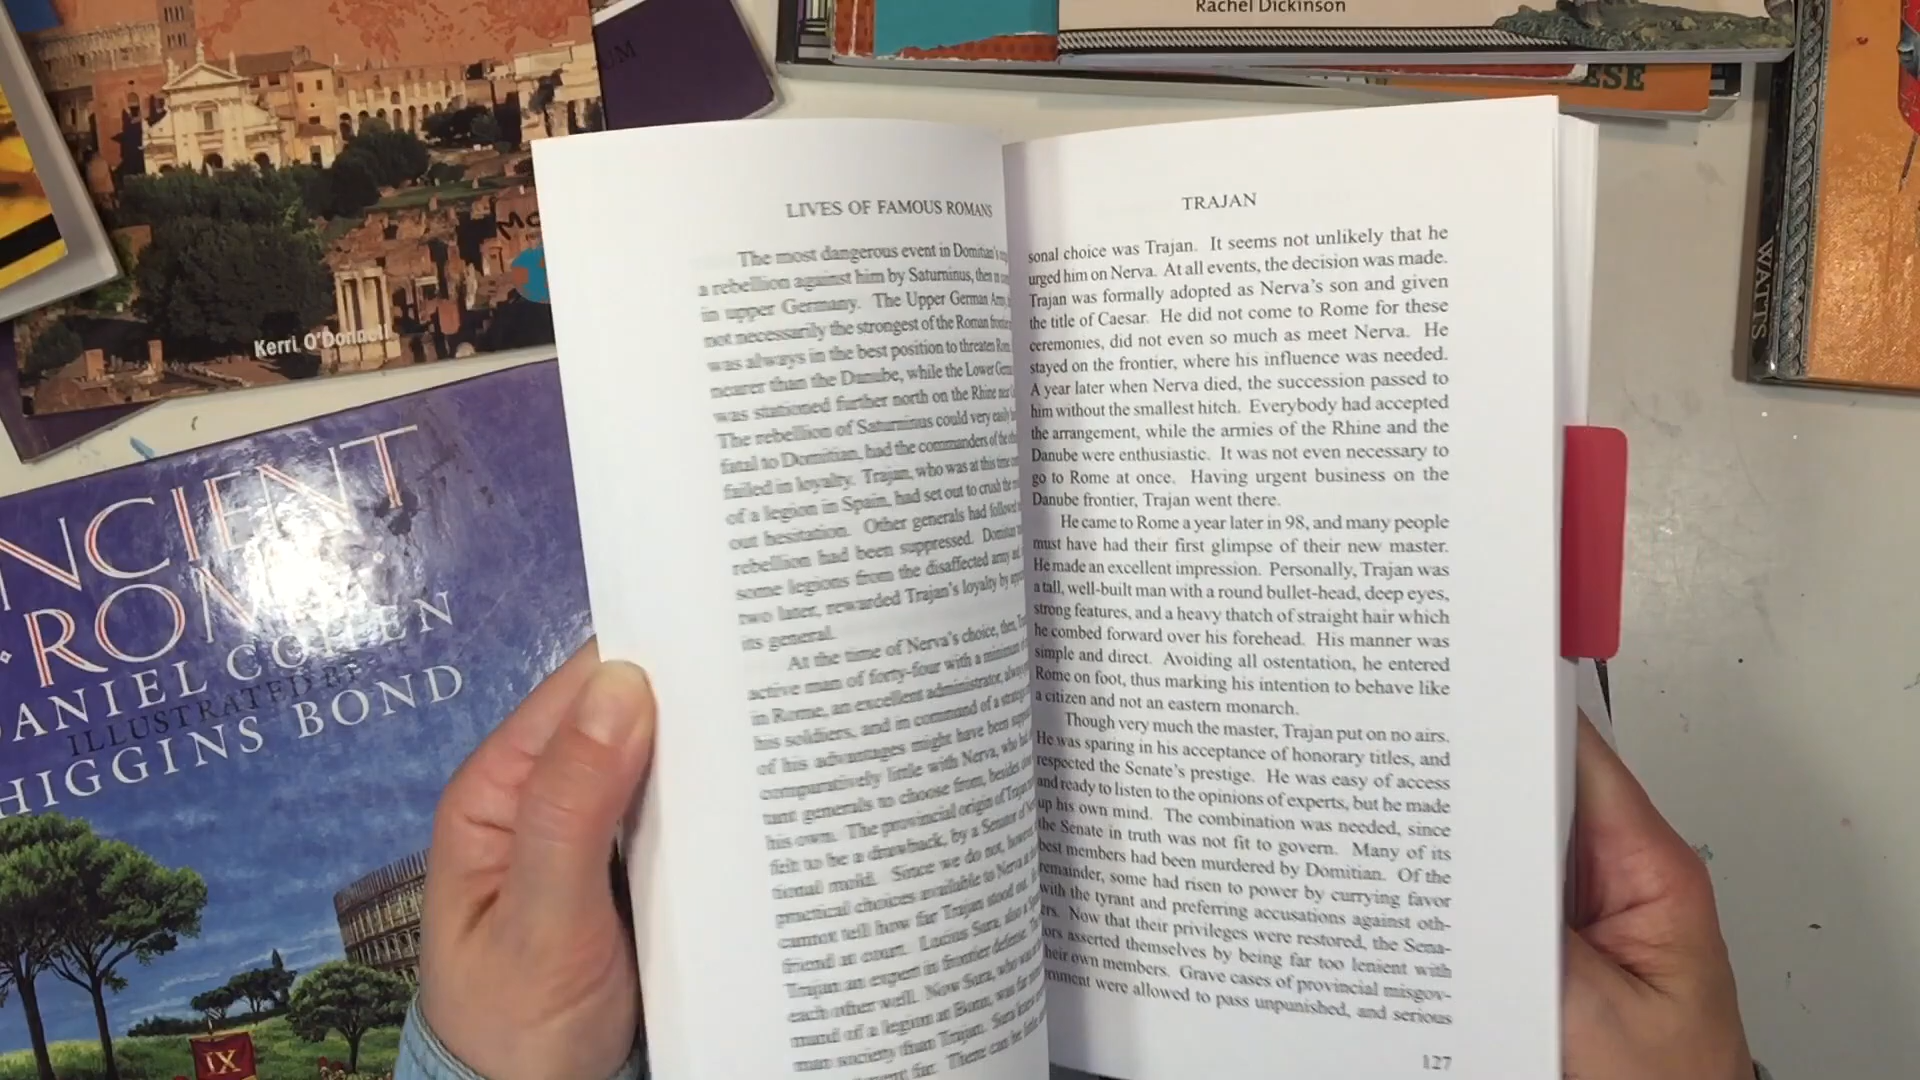 Rachel Dickinson
UM
ESE
WATTS
Kerri O'Donnell
NCIENT
ROM
DANIEL COHEN
ILLUSTRATED BY
HIGGINS BOND
IX
LIVES OF FAMOUS ROMANS
The most dangerous event in Domitian's
a rebellion against him by Saturninus, then
in upper Germany. The Upper German
not necessarily the strongest of the Roman
was always in the best position to threaten
nearer than the Danube, while the Lower
was stationed further north on the Rhine
The rebellion of Saturninus could very easily
fatal to Domitian, had the commanders of the
failed in loyalty. Trajan, who was at this time
of a legion in Spain, had set out to crush the
out hesitation. Other generals had followed
rebellion had been suppressed. Domitian
some legions from the disaffected army
two later, rewarded Trajan's loyalty by
its general.
At the time of Nerva's choice, then,
active man of forty-four with a minimum
in Rome, an excellent administrator, always
his soldiers, and in command of a strategic
of his advantages might have been
comparatively little with Nerva, who had
tant generals to choose from, besides
his own. The provincial origin of Trajan
felt to be a drawback, by a Senator of
tional mold. Since we do not, however,
practical choices available to Nerva
cannot tell how far Trajan stood out.
friend at court. Lucius Sura, also a
Trajan an expert in frontier defense.
each other well. Now Sura, who was
mand of a legion at Bonn, was far
man society than Trajan. Sura
far. There can be little
TRAJAN
sonal choice was Trajan. It seems not unlikely that he
urged him on Nerva. At all events, the decision was made.
Trajan was formally adopted as Nerva's son and given
the title of Caesar. He did not come to Rome for these
ceremonies, did not even so much as meet Nerva. He
stayed on the frontier, where his influence was needed.
A year later when Nerva died, the succession passed to
him without the smallest hitch. Everybody had accepted
the arrangement, while the armies of the Rhine and the
Danube were enthusiastic. It was not even necessary to
go to Rome at once. Having urgent business on the
Danube frontier, Trajan went there.
He came to Rome a year later in 98, and many people
must have had their first glimpse of their new master.
He made an excellent impression. Personally, Trajan was
a tall, well-built man with a round bullet-head, deep eyes,
strong features, and a heavy thatch of straight hair which
he combed forward over his forehead. His manner was
simple and direct. Avoiding all ostentation, he entered
Rome on foot, thus marking his intention to behave like
a citizen and not an eastern monarch.
Though very much the master, Trajan put on no airs.
He was sparing in his acceptance of honorary titles, and
respected the Senate's prestige. He was easy of access
and ready to listen to the opinions of experts, but he made
up his own mind. The combination was needed, since
the Senate in truth was not fit to govern. Many of its
best members had been murdered by Domitian. Of the
remainder, some had risen to power by currying favor
with the tyrant and preferring accusations against oth-
ers. Now that their privileges were restored, the Sena-
ors asserted themselves by being far too lenient with
their own members. Grave cases of provincial misgov-
rnment were allowed to pass unpunished, and serious
127